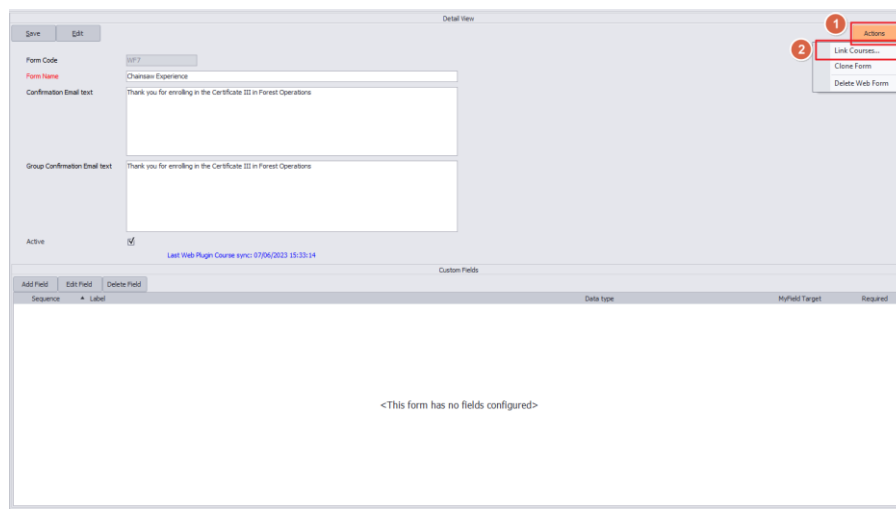 Detail View
Save Edit
1
Actions
2
Link Courses...
Clone Form
Delete Web Form
Form Code WF7
Form Name Chainsaw Experience
Confirmation Email text Thank you for enrolling in the Certificate III in Forest Operations
Group Confirmation Email text Thank you for enrolling in the Certificate III in Forest Operations
Active
Last Web Plugin Course sync: 07/06/2023 15:33:14
Custom Fields
Add Field Edit Field Delete Field
Sequence Label Data type MyField Target Required
<This form has no fields configured>